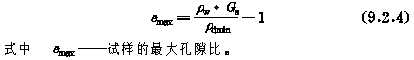 e_max = ρ_w · G_s / ρ_dmin − 1 (9.2.4)
式中 e_max——试样的最大孔隙比。